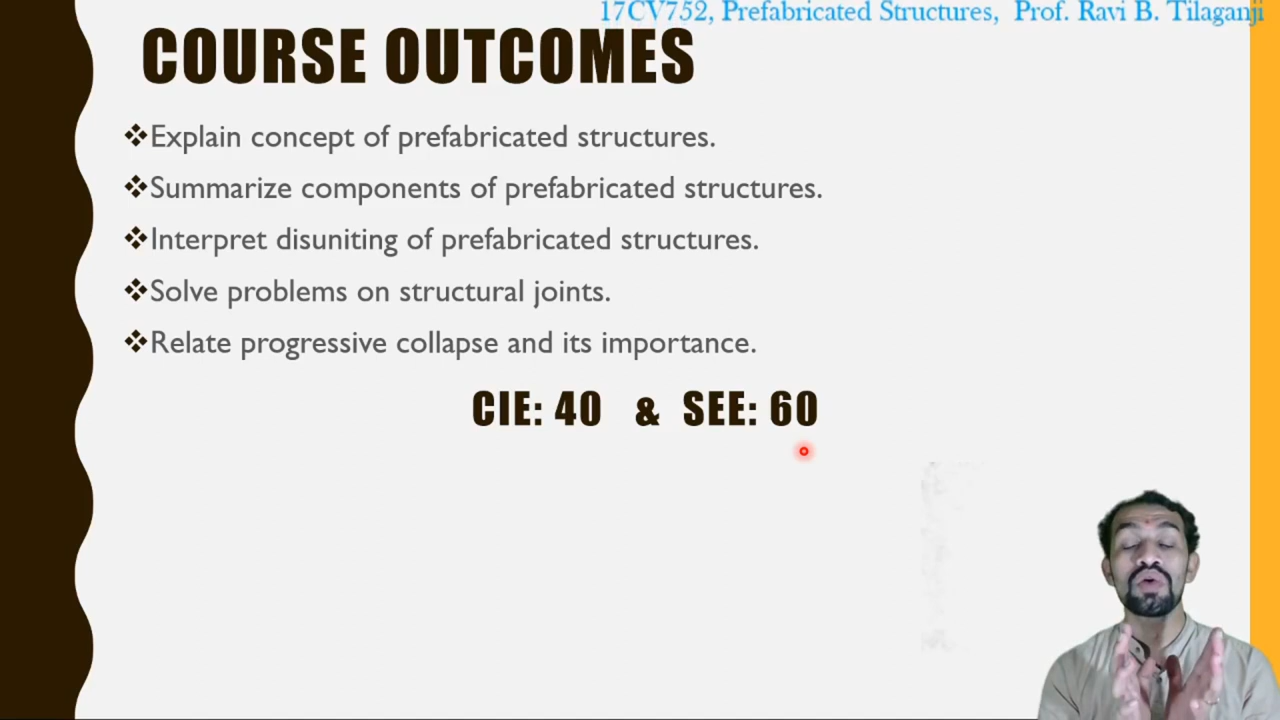 17CV752, Prefabricated Structures, Prof. Ravi B. Tilaganji
COURSE OUTCOMES
❖Explain concept of prefabricated structures.
❖Summarize components of prefabricated structures.
❖Interpret disuniting of prefabricated structures.
❖Solve problems on structural joints.
❖Relate progressive collapse and its importance.
CIE: 40 & SEE: 60